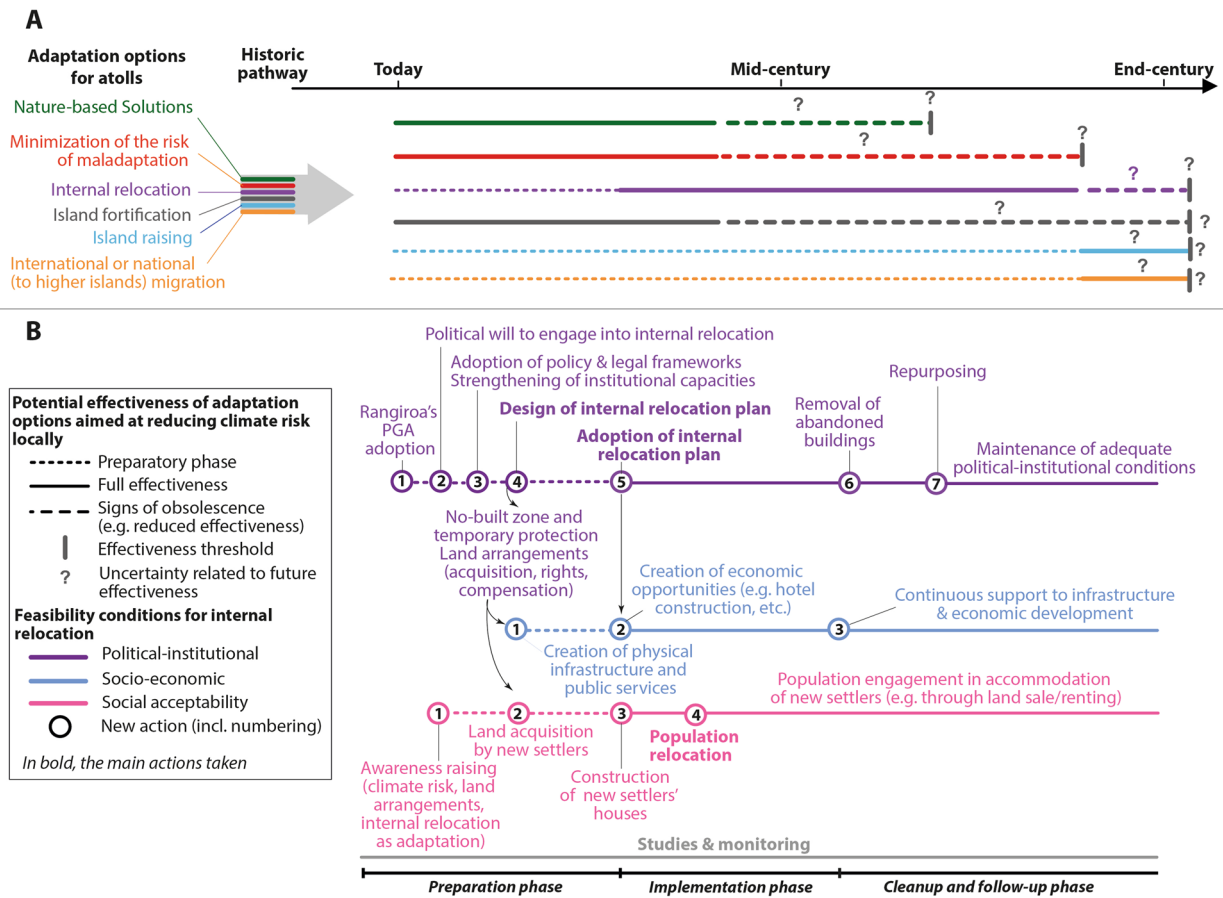 A
Adaptation options
for atolls
Historic
pathway
Today
Mid-century
End-century
Nature-based Solutions
Minimization of the risk
of maladaptation
Internal relocation
Island fortification
Island raising
International or national
(to higher islands) migration
?
?
?
?
?
?
?
?
?
?
?
?
B
Potential effectiveness of adaptation
options aimed at reducing climate risk
locally
Preparatory phase
Full effectiveness
Signs of obsolescence
(e.g. reduced effectiveness)
Effectiveness threshold
?
Uncertainty related to future
effectiveness
Feasibility conditions for internal
relocation
Political-institutional
Socio-economic
Social acceptability
New action (incl. numbering)
In bold, the main actions taken
Political will to engage into internal relocation
Adoption of policy & legal frameworks
Strengthening of institutional capacities
Rangiroa's
PGA
adoption
Design of internal relocation plan
Adoption of internal
relocation plan
Removal of
abandoned
buildings
Repurposing
Maintenance of adequate
political-institutional conditions
1
2
3
4
5
6
7
No-built zone and
temporary protection
Land arrangements
(acquisition, rights,
compensation)
Creation of economic
opportunities (e.g. hotel
construction, etc.)
Continuous support to infrastructure
& economic development
1
2
3
Creation of physical
infrastructure and
public services
Population engagement in accommodation
of new settlers (e.g. through land sale/renting)
1
2
3
4
Land acquisition
by new settlers
Population
relocation
Awareness raising
(climate risk, land
arrangements,
internal relocation
as adaptation)
Construction
of new settlers'
houses
Studies & monitoring
Preparation phase
Implementation phase
Cleanup and follow-up phase